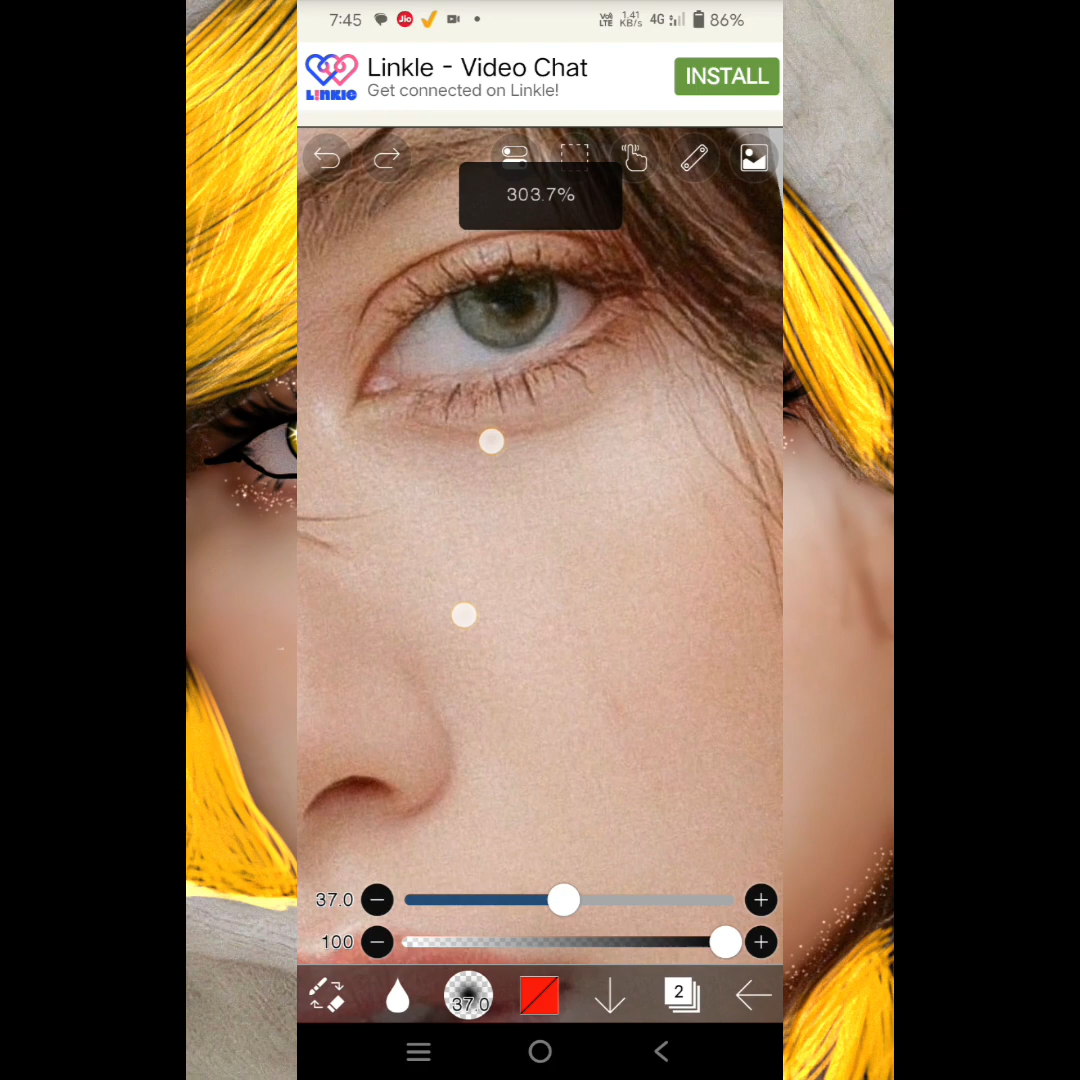 7:45 Jio Vo) LTE 1.41 KB/s 4G 86%
LINKIE
Linkle - Video Chat
Get connected on Linkle!
INSTALL
303.7%
37.0
100
37.0
2